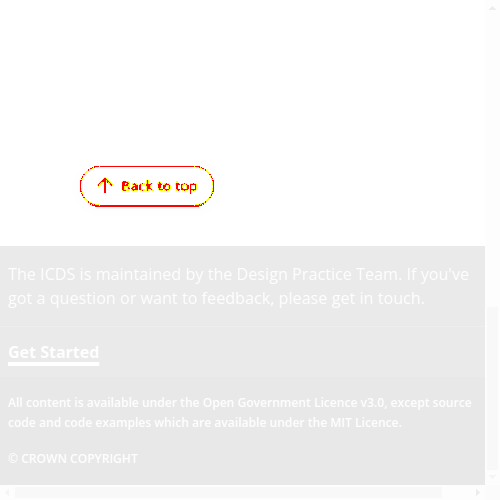 Back to top
The ICDS is maintained by the Design Practice Team. If you've
got a question or want to feedback, please get in touch.
Get Started
All content is available under the Open Government Licence v3.0, except source
code and code examples which are available under the MIT Licence.
© CROWN COPYRIGHT